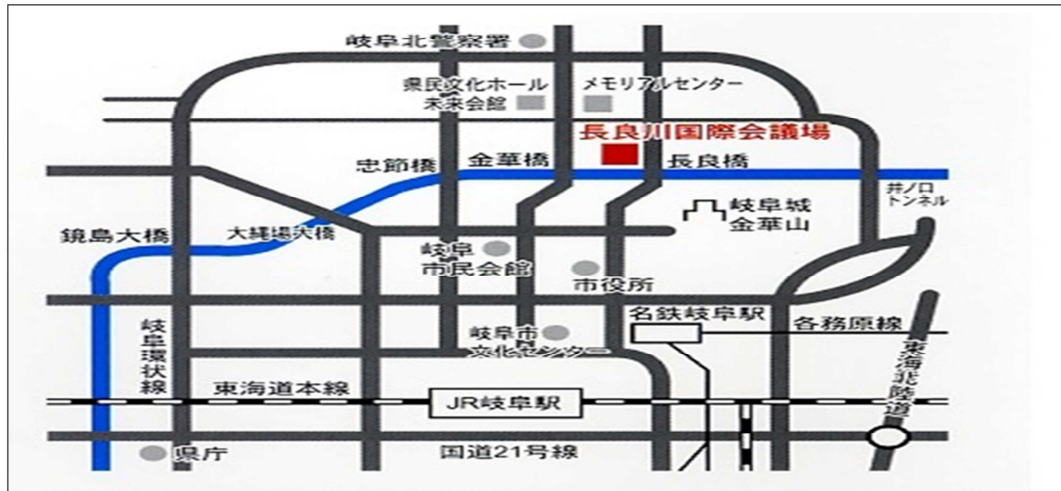 岐阜北警察署
県民文化ホール
未来会館
メモリアルセンター
長良川国際会議場
忠節橋
金華橋
長良橋
井ノ口
トンネル
岐阜城
金華山
鏡島大橋
大縄場大橋
岐阜
市民会館
市役所
名鉄岐阜駅
各務原線
岐阜市
文化センター
岐阜環状線
東海北陸道
東海道本線
JR岐阜駅
県庁
国道21号線